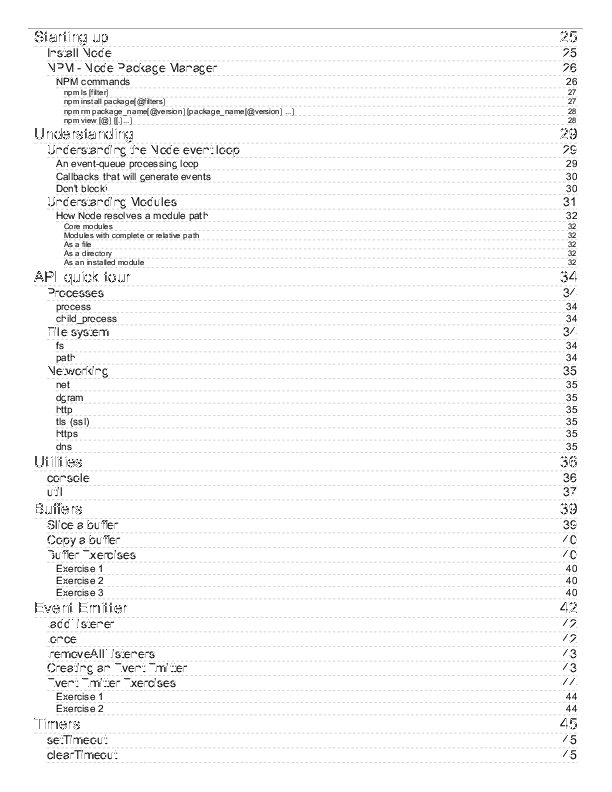 Starting up 25
Install Node 25
NPM - Node Package Manager 26
NPM commands 26
npm ls [filter] 27
npm install package[@filters] 27
npm rm package_name[@version] [package_name[@version] ...] 28
npm view [@] [[.]...] 28
Understanding 29
Understanding the Node event loop 29
An event-queue processing loop 29
Callbacks that will generate events 30
Don't block! 30
Understanding Modules 31
How Node resolves a module path 32
Core modules 32
Modules with complete or relative path 32
As a file 32
As a directory 32
As an installed module 32
API quick tour 34
Processes 34
process 34
child_process 34
File system 34
fs 34
path 34
Networking 35
net 35
dgram 35
http 35
tls (ssl) 35
https 35
dns 35
Utilities 36
console 36
util 37
Buffers 39
Slice a buffer 39
Copy a buffer 40
Buffer Exercises 40
Exercise 1 40
Exercise 2 40
Exercise 3 40
Event Emitter 42
.addListener 42
.once 42
.removeAllListeners 43
Creating an Event Emitter 43
Event Emitter Exercises 44
Exercise 1 44
Exercise 2 44
Timers 45
setTimeout 45
clearTimeout 45